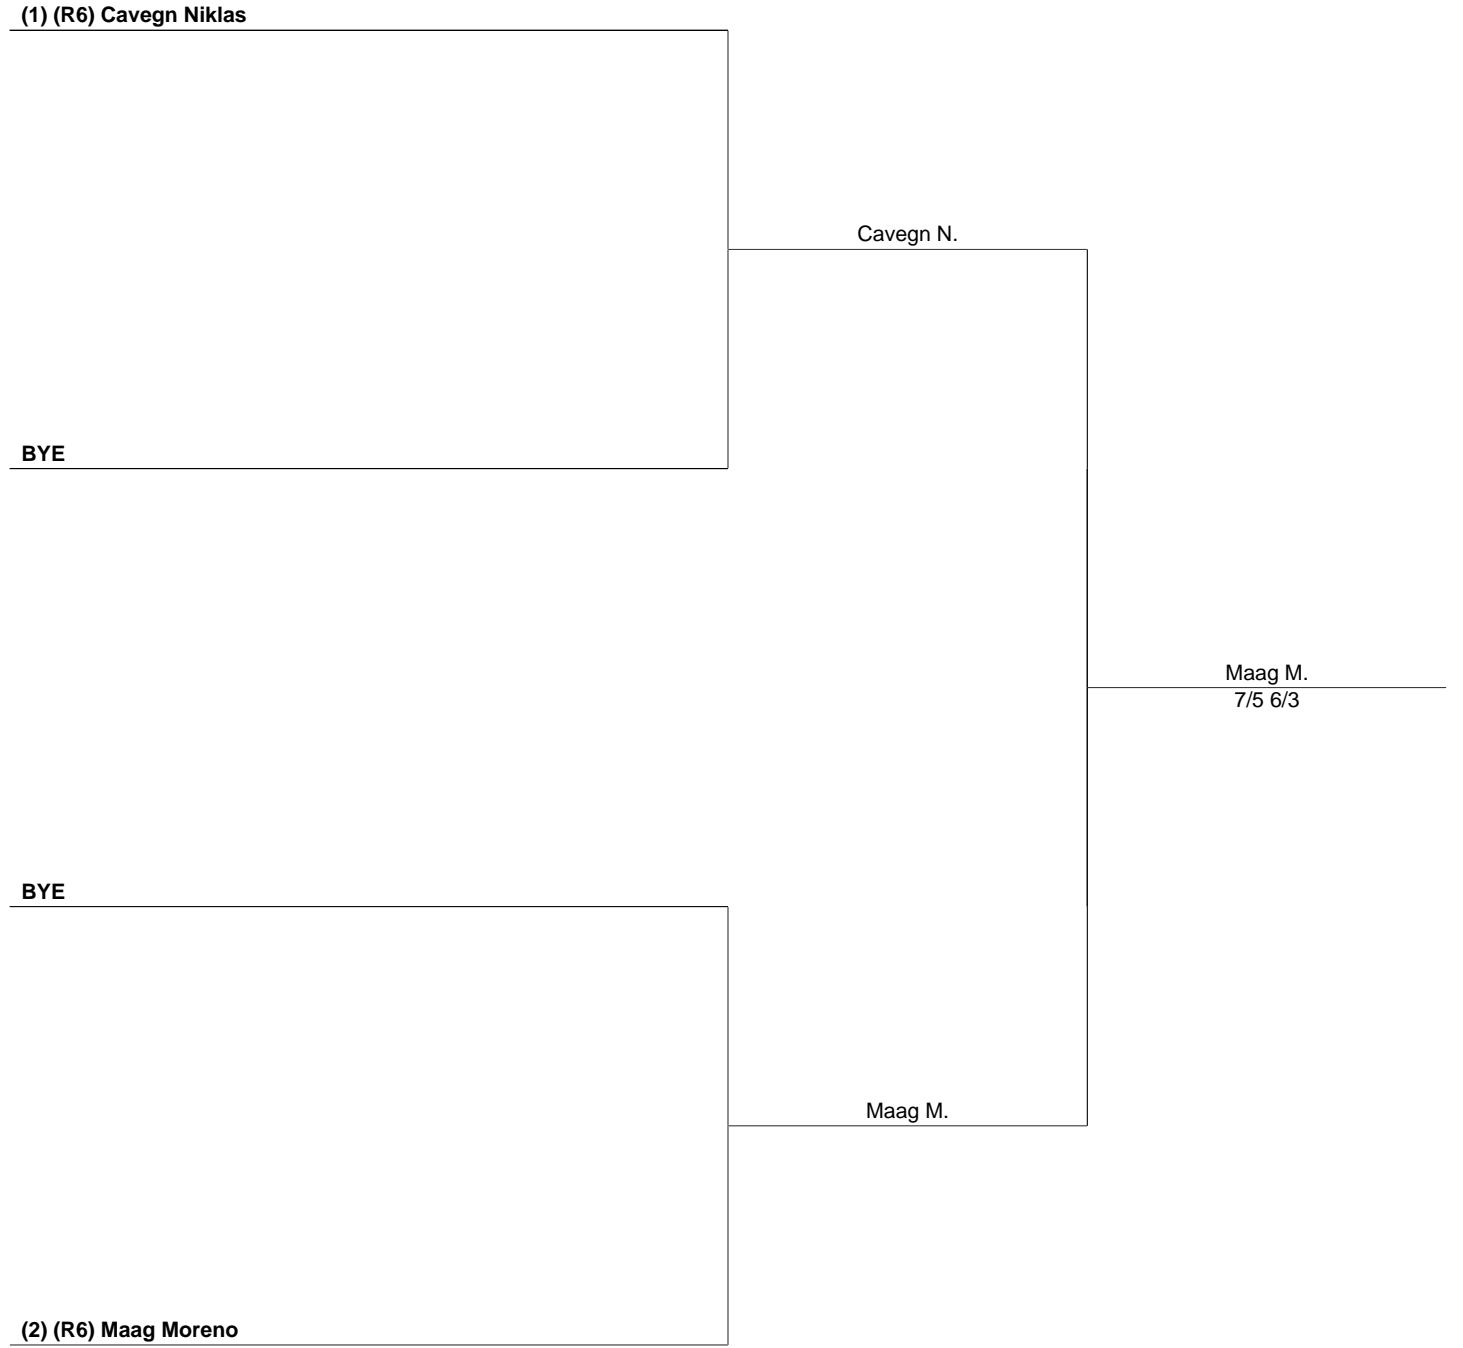 (1) (R6) Cavegn Niklas
Cavegn N.
BYE
Maag M.
7/5 6/3
BYE
Maag M.
(2) (R6) Maag Moreno